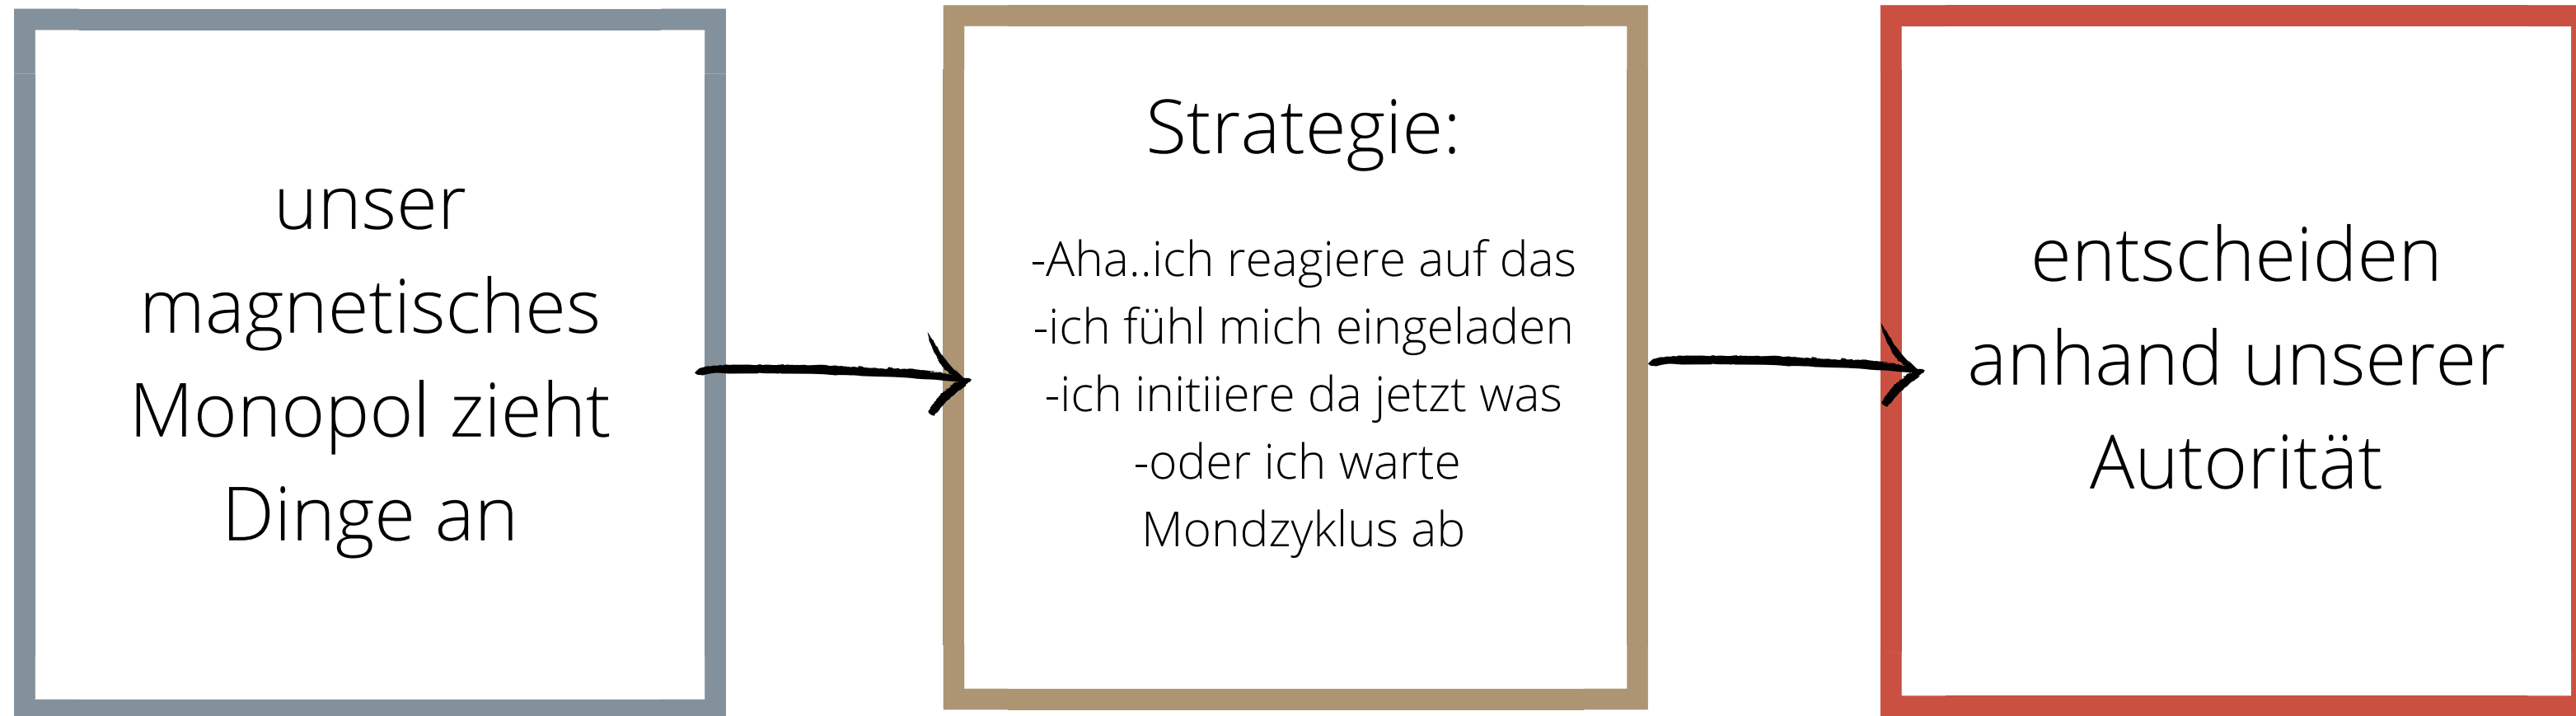 unser
magnetisches
Monopol zieht
Dinge an
Strategie:
-Aha..ich reagiere auf das
-ich fühl mich eingeladen
-ich initiiere da jetzt was
-oder ich warte
Mondzyklus ab
entscheiden
anhand unserer
Autorität